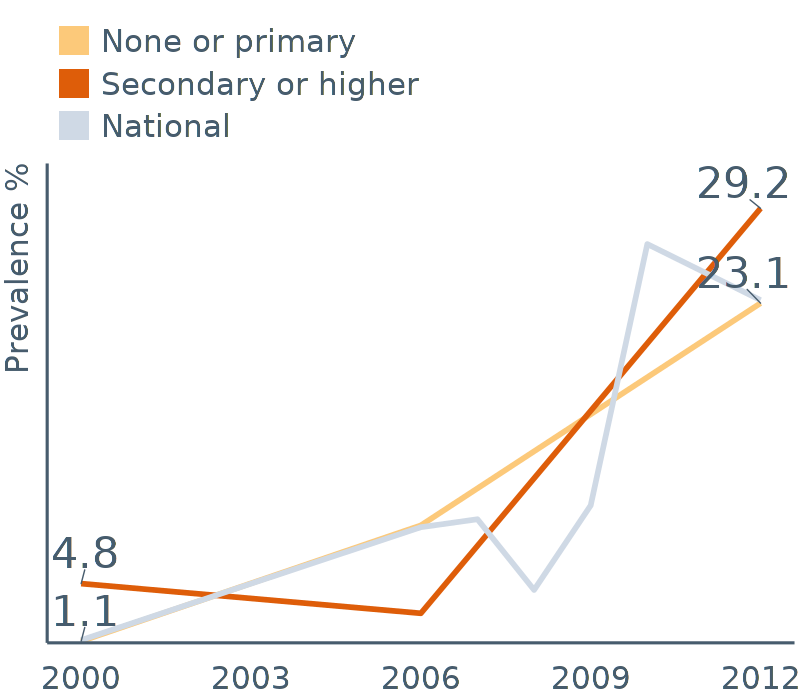 None or primary
Secondary or higher
National
Prevalence %
29.2
23.1
4.8
1.1
2000 2003 2006 2009 2012